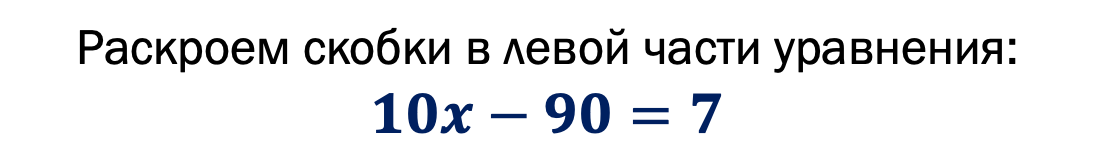 Раскроем скобки в левой части уравнения:
10x − 90 = 7